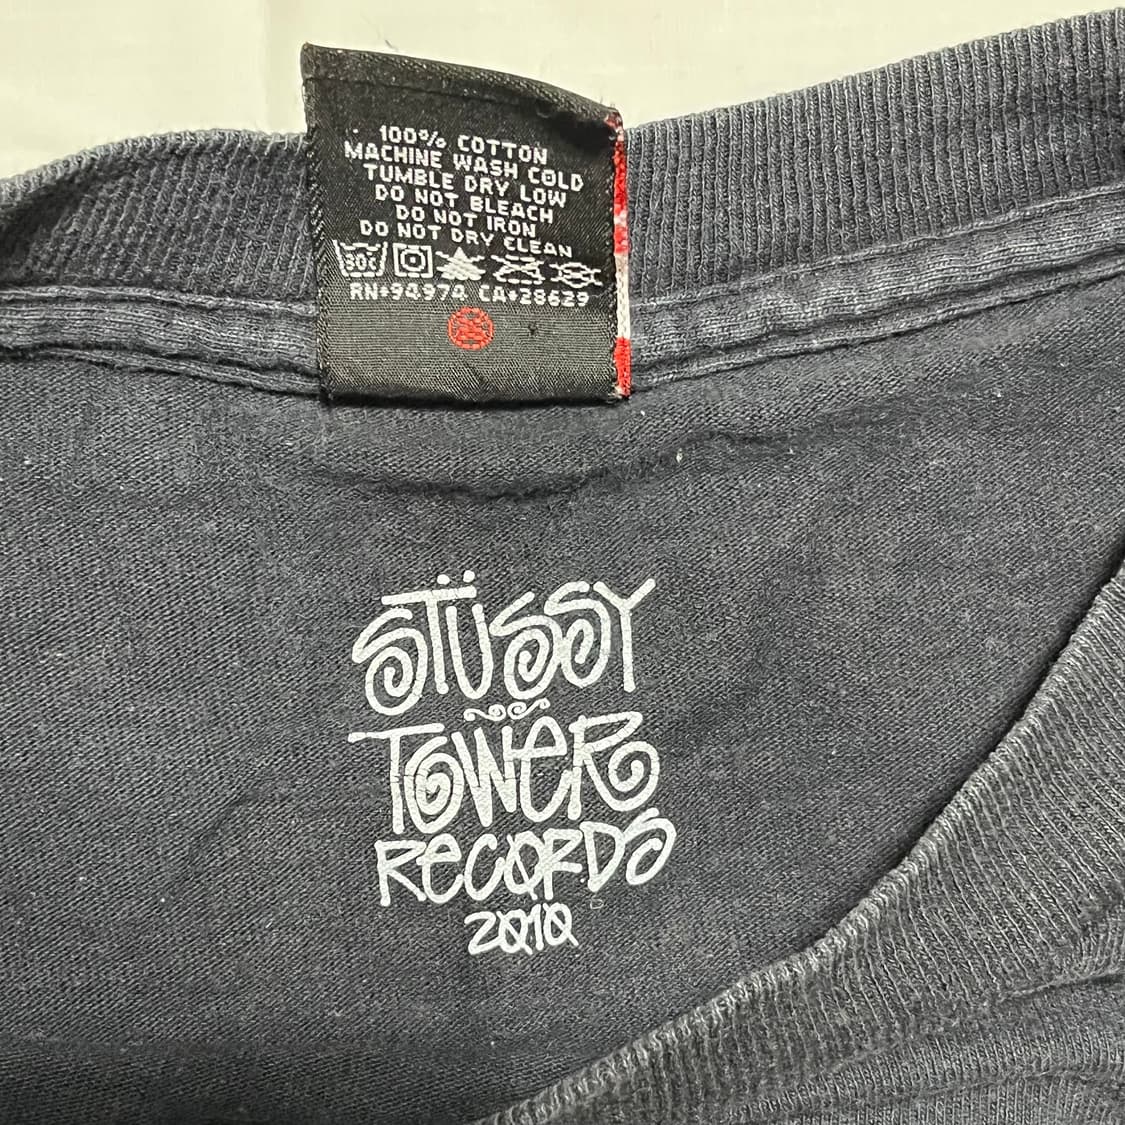 100% COTTON
MACHINE WASH COLD
TUMBLE DRY LOW
DO NOT BLEACH
DO NOT IRON
DO NOT DRY CLEAN
30c
RN*94974 CA*28629
STÜSSY
TOWER
RECORDS
2010